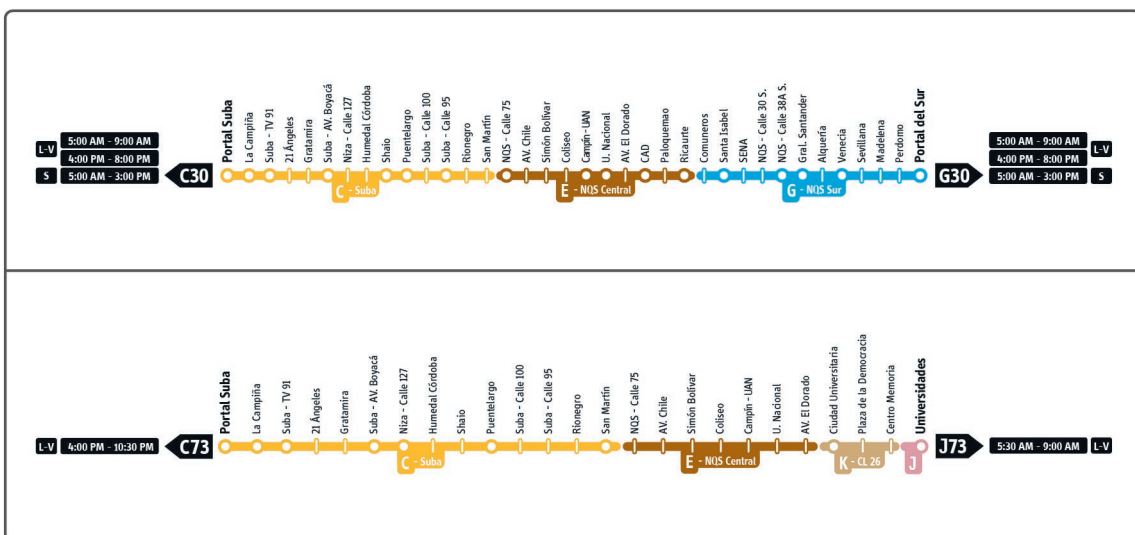 L-V
5:00 AM - 9:00 AM
4:00 PM - 8:00 PM
S
5:00 AM - 3:00 PM
C30
Portal Suba
La Campiña
Suba - TV 91
21 Ángeles
Gratamira
Suba - AV. Boyacá
Niza - Calle 127
Humedal Córdoba
Shaio
Puentelargo
Suba - Calle 100
Suba - Calle 95
Rionegro
San Martín
NQS - Calle 75
AV. Chile
Simón Bolívar
Coliseo
Campín-UAN
U. Nacional
AV. El Dorado
CAD
Paloquemao
Ricaurte
Comuneros
Santa Isabel
SENA
NQS - Calle 30 S.
NQS - Calle 38A S.
Gral. Santander
Alquería
Venecia
Sevillana
Madelena
Perdomo
Portal del Sur
C - Suba
E - NQS Central
G - NQS Sur
G30
5:00 AM - 9:00 AM
4:00 PM - 8:00 PM
L-V
5:00 AM - 3:00 PM
S
L-V
4:00 PM - 10:30 PM
C73
Portal Suba
La Campiña
Suba - TV 91
21 Ángeles
Gratamira
Suba - AV. Boyacá
Niza - Calle 127
Humedal Córdoba
Shaio
Puentelargo
Suba - Calle 100
Suba - Calle 95
Rionegro
San Martín
NQS - Calle 75
AV. Chile
Simón Bolívar
Coliseo
Campín - UAN
U. Nacional
AV. El Dorado
Ciudad Universitaria
Plaza de la Democracia
Centro Memoria
Universidades
C - Suba
E - NQS Central
K - CL 26
J
J73
5:30 AM - 9:00 AM
L-V